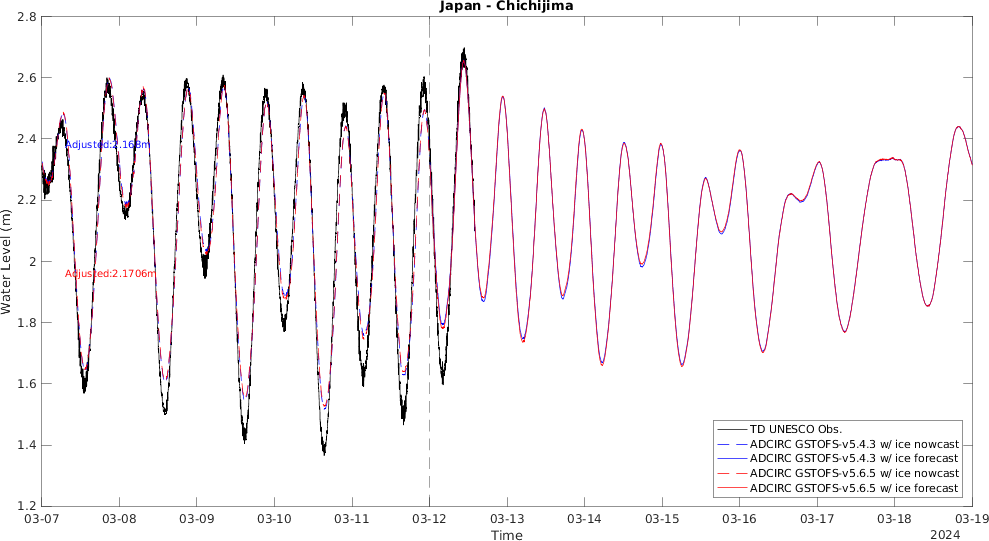 Japan - Chichijima
2.8
2.6
2.4
2.2
2
1.8
1.6
1.4
1.2
Water Level (m)
Adjusted:2.168m
Adjusted:2.1706m
TD UNESCO Obs.
ADCIRC GSTOFS-v5.4.3 w/ ice nowcast
ADCIRC GSTOFS-v5.4.3 w/ ice forecast
ADCIRC GSTOFS-v5.6.5 w/ ice nowcast
ADCIRC GSTOFS-v5.6.5 w/ ice forecast
03-07 03-08 03-09 03-10 03-11 03-12 03-13 03-14 03-15 03-16 03-17 03-18 03-19
Time
2024